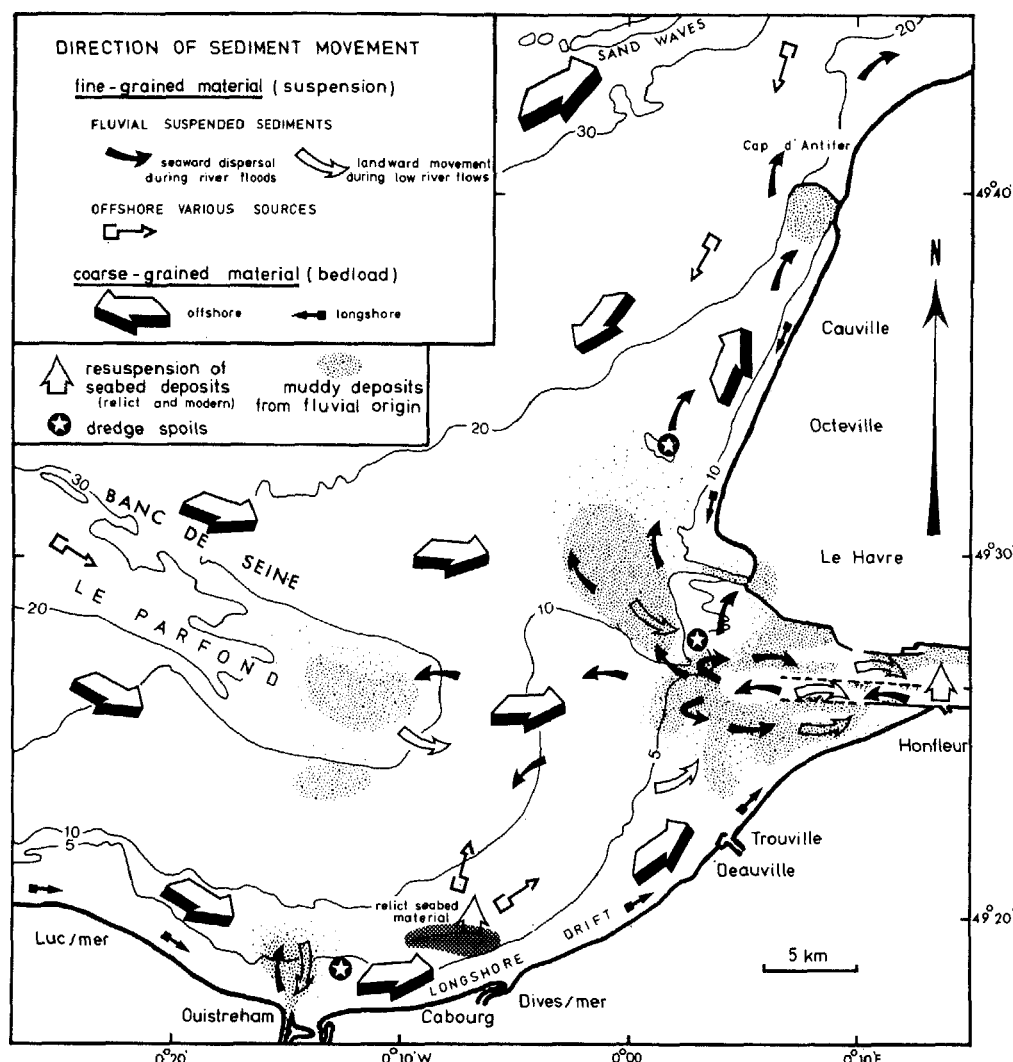 DIRECTION OF SEDIMENT MOVEMENT
fine-grained material (suspension)
FLUVIAL SUSPENDED SEDIMENTS
seaward dispersal
during river floods
landward movement
during low river flows
OFFSHORE VARIOUS SOURCES
coarse-grained material (bedload)
offshore
longshore
resuspension of
seabed deposits
(relict and modern)
muddy deposits
from fluvial origin
dredge spoils
SAND WAVES
20
30
Cap d'Antifer
49°40'
N
Cauville
Octeville
20
10
30
BANC DE SEINE
LE PARFOND
Le Havre
49°30'
20
10
5
Honfleur
Trouville
Deauville
10
5
relict seabed
material
LONGSHORE DRIFT
49°20'
5 km
Luc/mer
Ouistreham
Cabourg
Dives/mer
0°20'
0°10'W
0°00
0°10'E